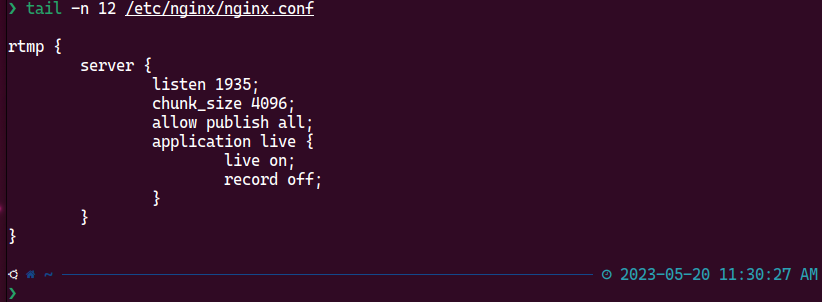 ❯ tail -n 12 /etc/nginx/nginx.conf
rtmp {
server {
listen 1935;
chunk_size 4096;
allow publish all;
application live {
live on;
record off;
}
}
}
~ 2023-05-20 11:30:27 AM
❯